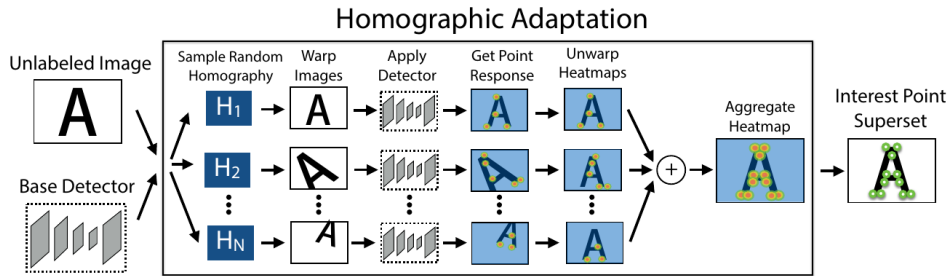 Homographic Adaptation
Unlabeled Image
A
Base Detector
Sample Random
Homography
Warp
Images
Apply
Detector
Get Point
Response
Unwarp
Heatmaps
H1
A
A
A
H2
A
A
A
HN
A
A
A
+
Aggregate
Heatmap
A
Interest Point
Superset
A